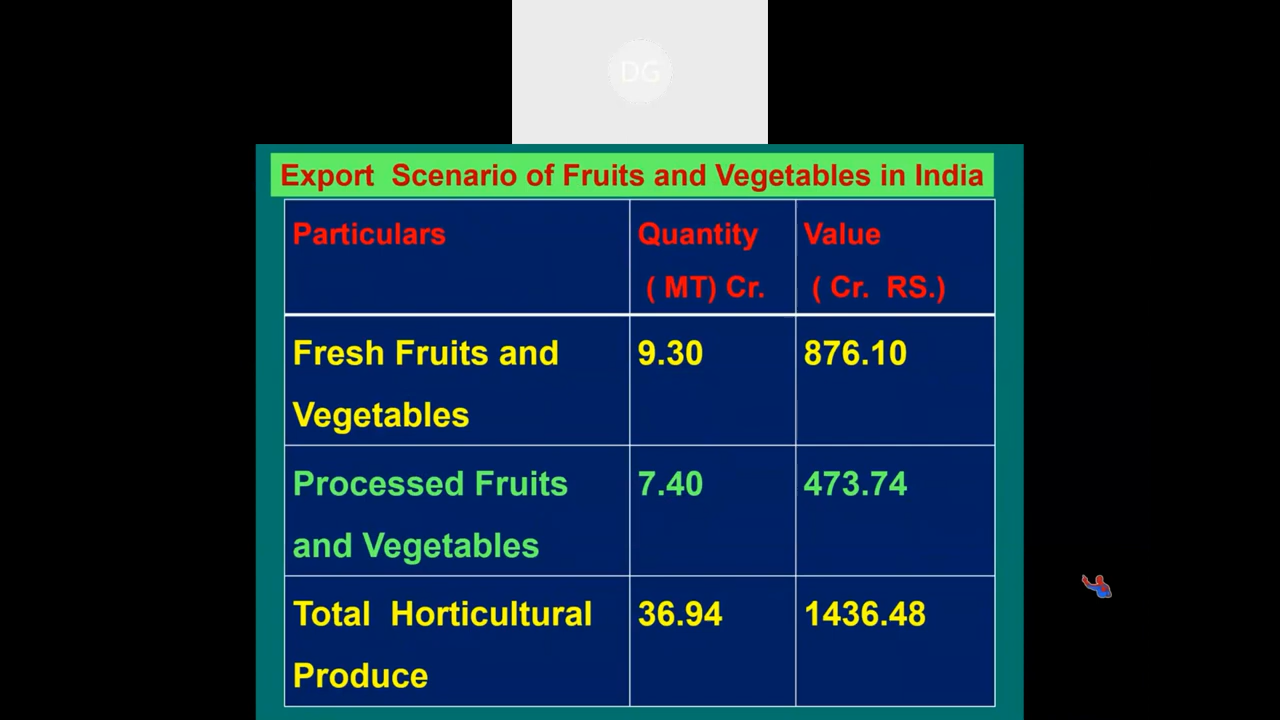 DG
Export Scenario of Fruits and Vegetables in India
Particulars
Quantity
( MT) Cr.
Value
( Cr. RS.)
Fresh Fruits and
Vegetables
9.30
876.10
Processed Fruits
and Vegetables
7.40
473.74
Total Horticultural
Produce
36.94
1436.48